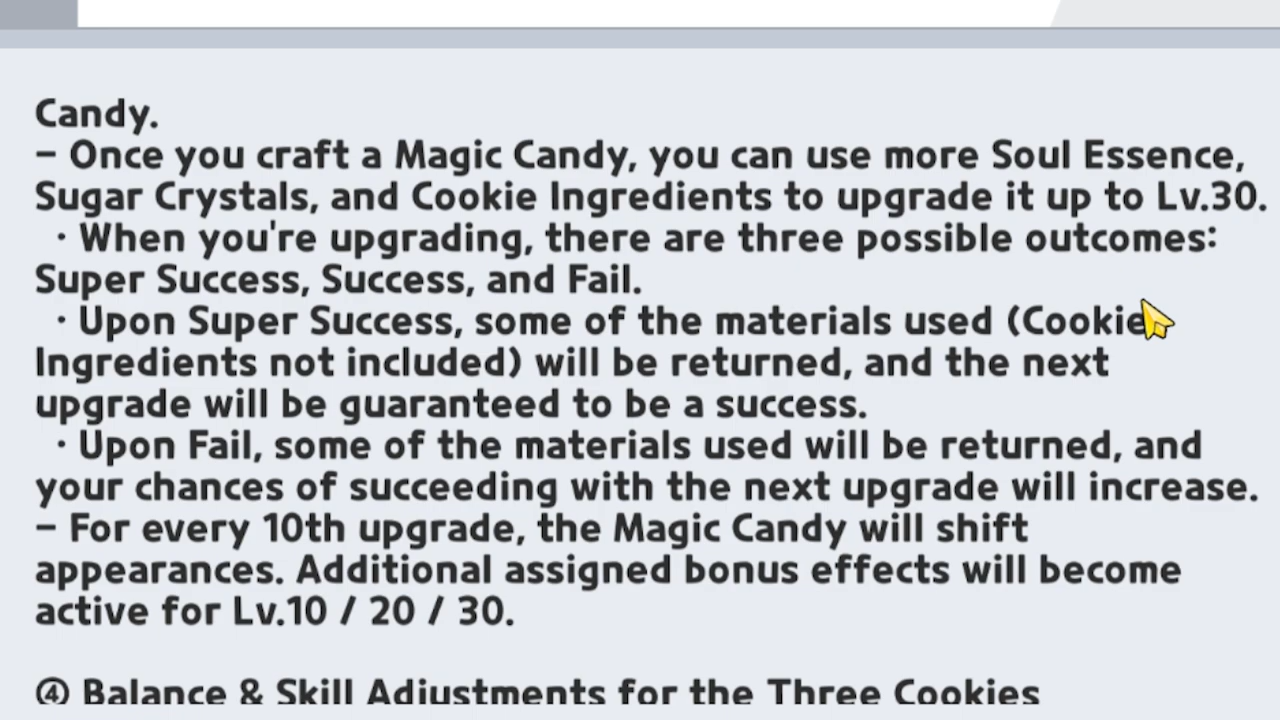 Candy.
– Once you craft a Magic Candy, you can use more Soul Essence,
Sugar Crystals, and Cookie Ingredients to upgrade it up to Lv.30.
· When you're upgrading, there are three possible outcomes:
Super Success, Success, and Fail.
· Upon Super Success, some of the materials used (Cookie
Ingredients not included) will be returned, and the next
upgrade will be guaranteed to be a success.
· Upon Fail, some of the materials used will be returned, and
your chances of succeeding with the next upgrade will increase.
– For every 10th upgrade, the Magic Candy will shift
appearances. Additional assigned bonus effects will become
active for Lv.10 / 20 / 30.
④ Balance & Skill Adjustments for the Three Cookies